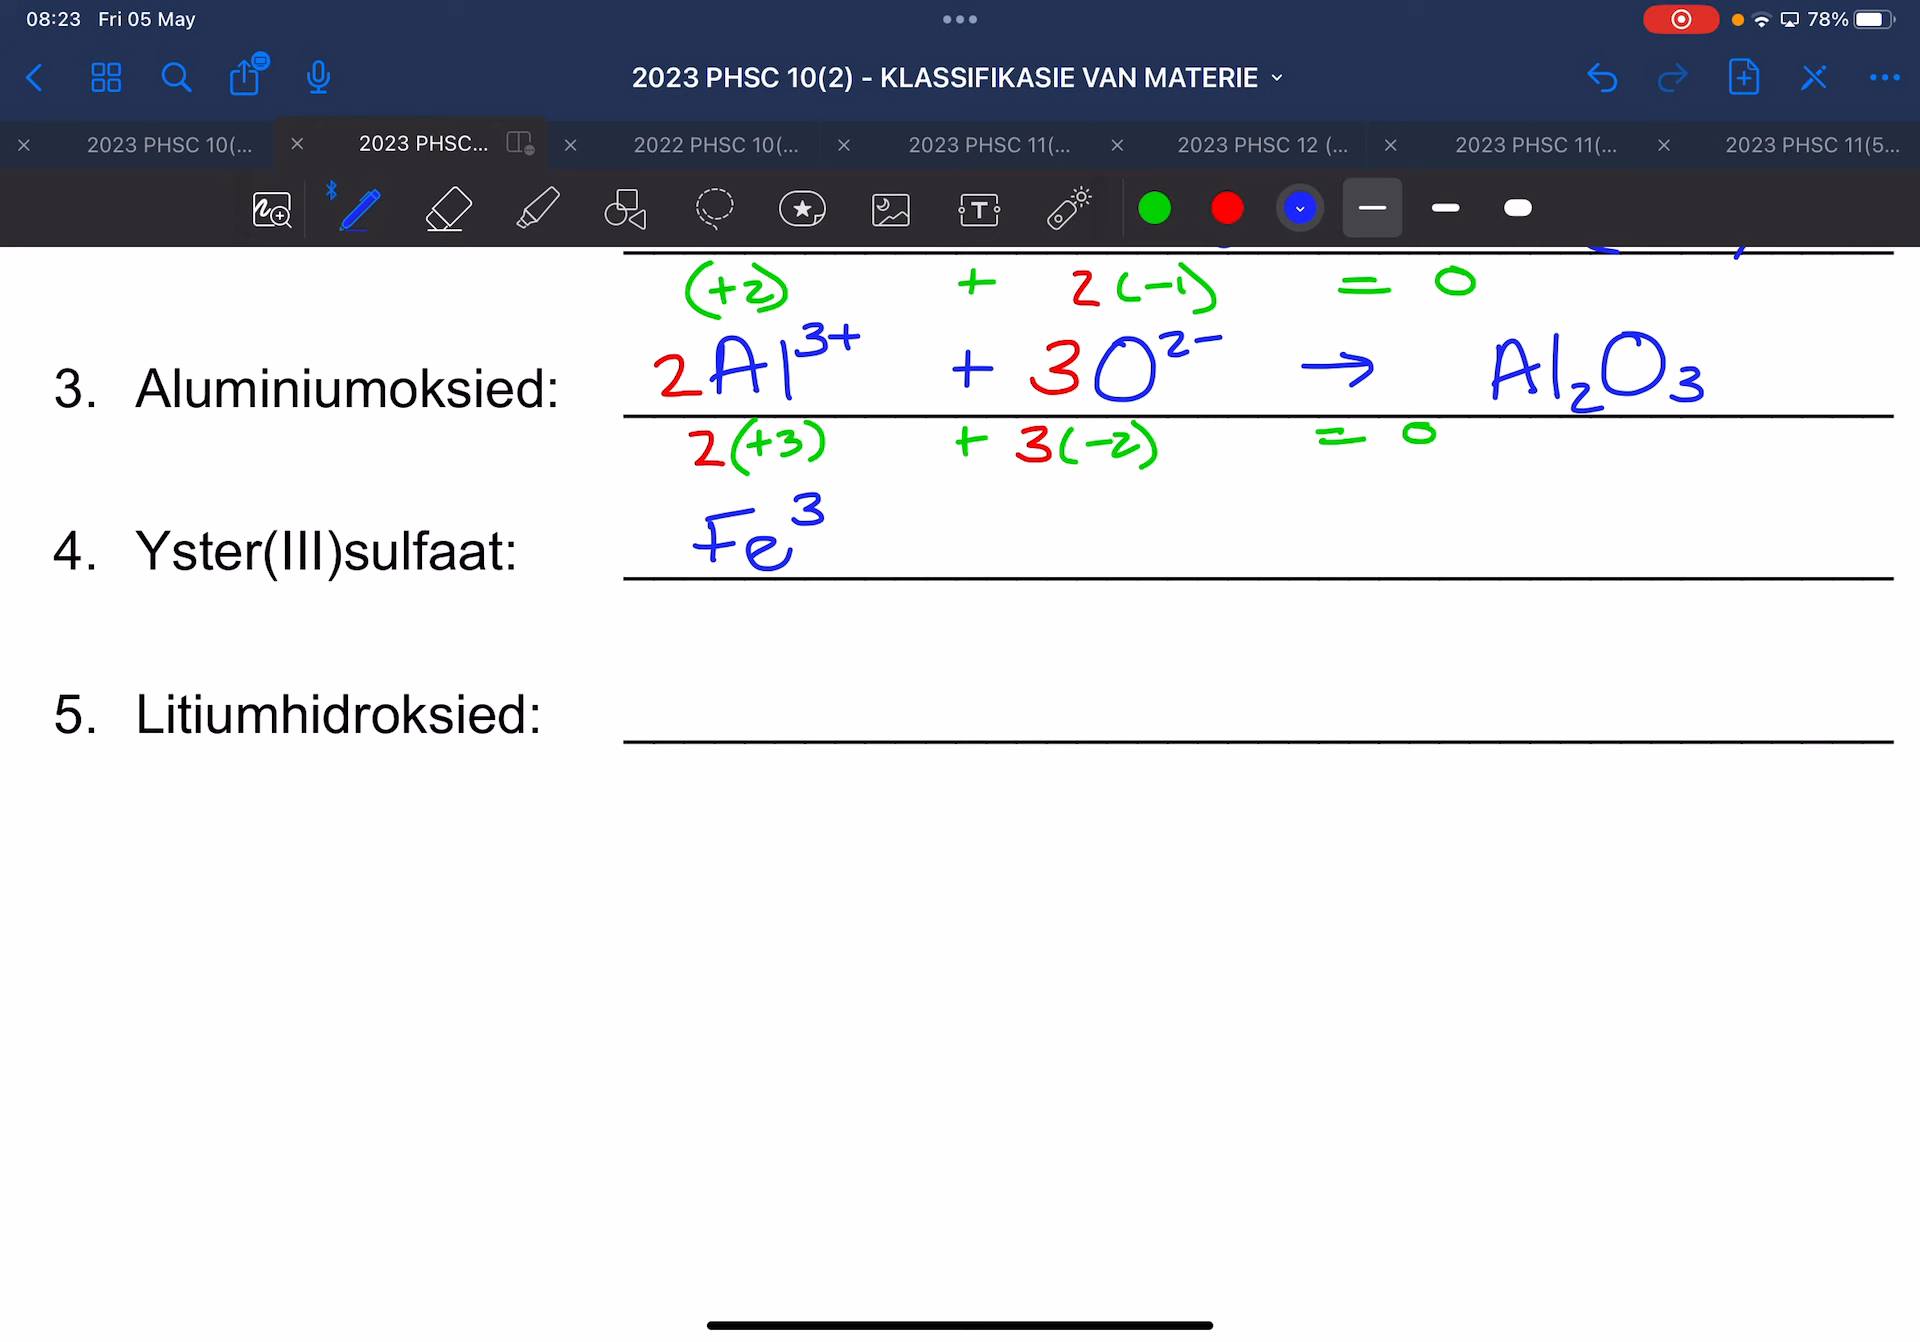 08:23 Fri 05 May
78%
2023 PHSC 10(2) - KLASSIFIKASIE VAN MATERIE
2023 PHSC 10(... 2023 PHSC... 2022 PHSC 10(... 2023 PHSC 11(... 2023 PHSC 12 (... 2023 PHSC 11(... 2023 PHSC 11(5...
(+2) + 2(-1) = 0
3. Aluminiumoksied: 2Al³⁺ + 3O²⁻ → Al₂O₃
2(+3) + 3(-2) = 0
4. Yster(III)sulfaat: Fe³
5. Litiumhidroksied: